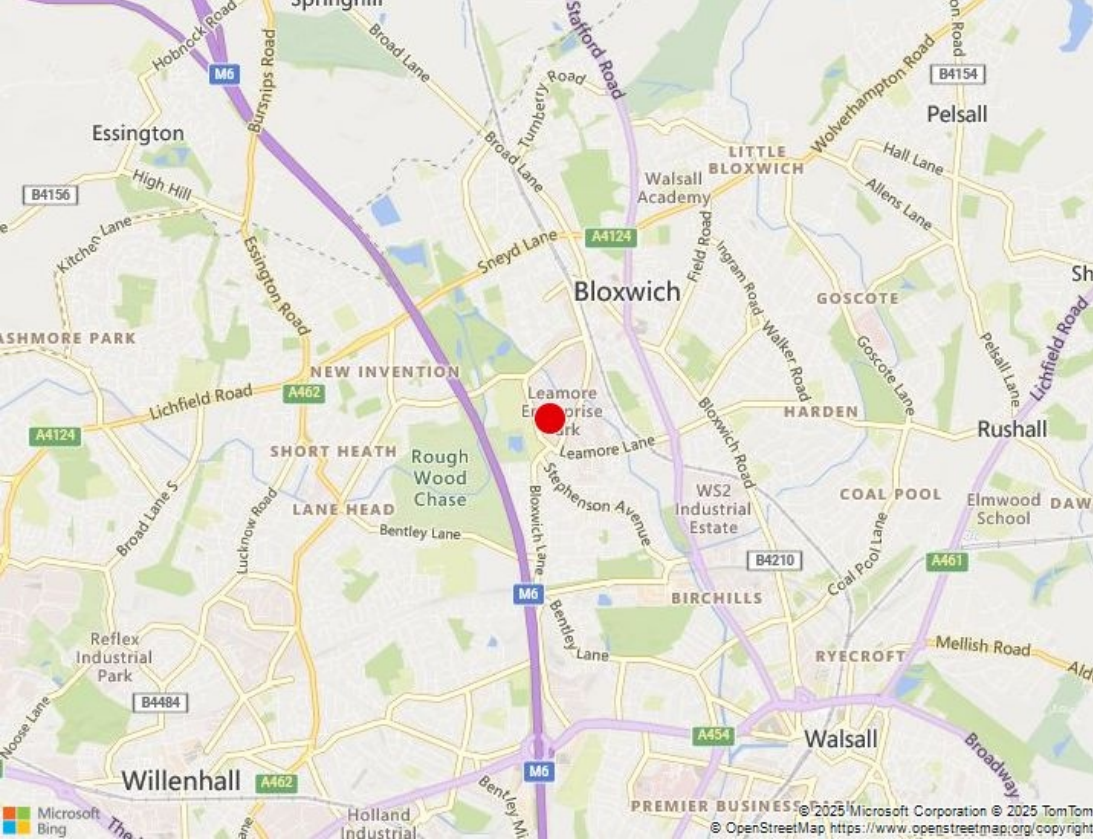 Springhill
Hobnock Road
Broad Lane
Stafford Road
M6
Bursnips Road
Turnberry Road
B4154
Wolverhampton Road
Pelsall
Essington
Broad Lane
LITTLE
BLOXWICH
Hall Lane
High Hill
B4156
Walsall
Academy
Allens Lane
Kitchen Lane
Sneyd Lane
A4124
Field Road
Essington Road
Ingram Road
Bloxwich
GOSCOTE
Lichfield Road
ASHMORE PARK
Walker Road
Goscote Lane
Pelsall Lane
NEW INVENTION
A462
Lichfield Road
Leamore
HARDEN
A4124
Rushall
SHORT HEATH
Leamore Lane
Bloxwich Road
Rough
Wood
Chase
Broad Lane S
Lucknow Road
LANE HEAD
Bentley Lane
Bloxwich Lane
Stephenson Avenue
WS2
Industrial
Estate
COAL POOL
Elmwood
School
Coal Pool Lane
B4210
A461
M6
BIRCHILLS
Bentley Lane
Reflex
Industrial
Park
RYECROFT
Mellish Road
B4484
Noose Lane
A454
Walsall
Broadway
Willenhall
A462
M6
Holland
Industrial
PREMIER BUSINESS
Microsoft
Bing
© 2025 Microsoft Corporation © 2025 TomTom
© OpenStreetMap https://www.openstreetmap.org/copyright